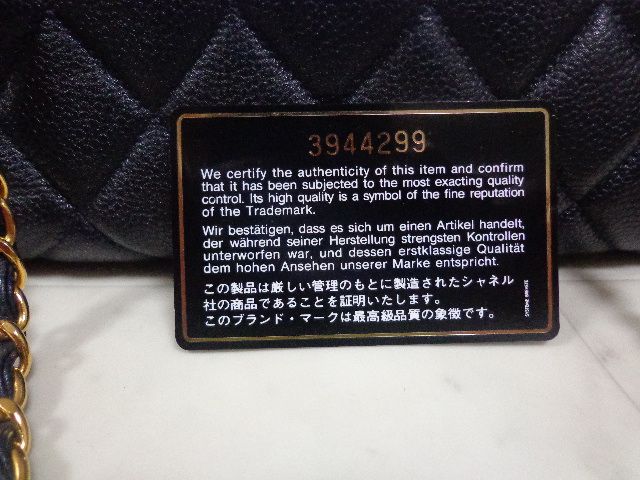 3944299
We certify the authenticity of this item and confirm
that it has been subjected to the most exacting quality
control. Its high quality is a symbol of the fine reputation
of the Trademark.
Wir bestätigen, dass es sich um einen Artikel handelt,
der während seiner Herstellung strengsten Kontrollen
unterworfen war, und dessen erstklassige Qualität
dem hohen Ansehen unserer Marke entspricht.
この製品は厳しい管理のもとに製造されたシャネル
社の商品であることを証明いたします。
このブランド・マークは最高級品質の象徴です。